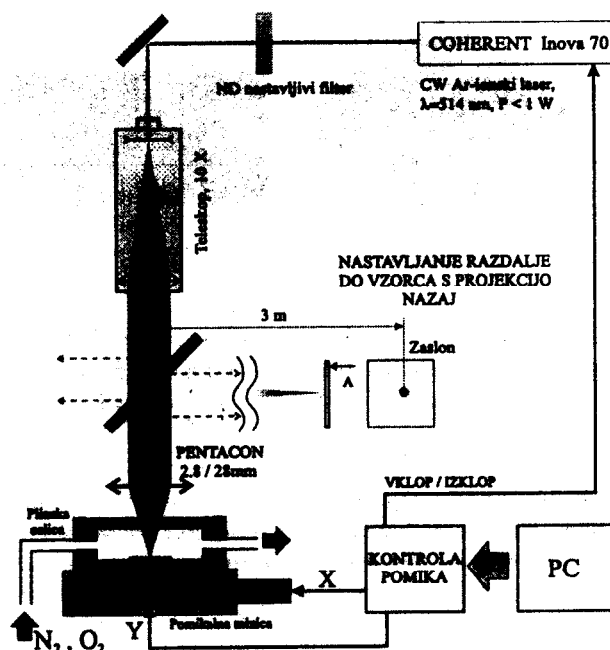 COHERENT Inova 70
ND nastavljivi filter
CW Ar-ionski laser,
λ=514 nm, P < 1 W
Teleskop, 10 X
NASTAVLJANJE RAZDALJE
DO VZORCA S PROJEKCIJO
NAZAJ
3 m
Zaslon
A
PENTACON
2.8 / 28mm
VKLOP / IZKLOP
Plinska
celica
KONTROLA
POMIKA
PC
X
Pomikalna mizica
Y
N₂, O₂